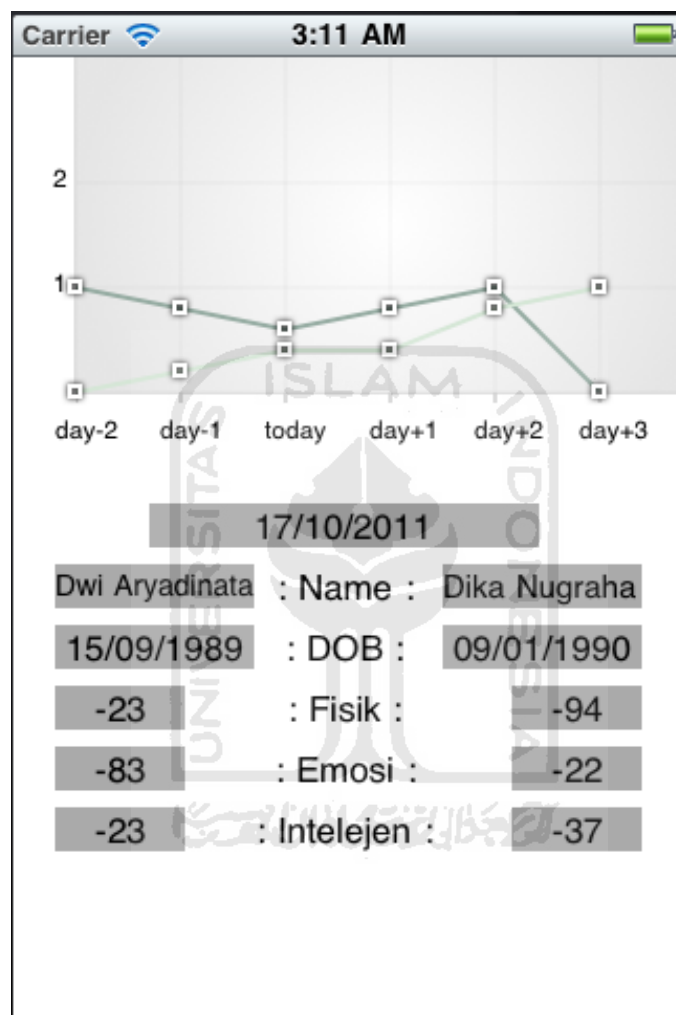 Carrier 3:11 AM
2
1
day-2 day-1 today day+1 day+2 day+3
17/10/2011
Dwi Aryadinata : Name : Dika Nugraha
15/09/1989 : DOB : 09/01/1990
-23 : Fisik : -94
-83 : Emosi : -22
-23 : Intelejen : -37
UNIVERSITAS ISLAM INDONESIA